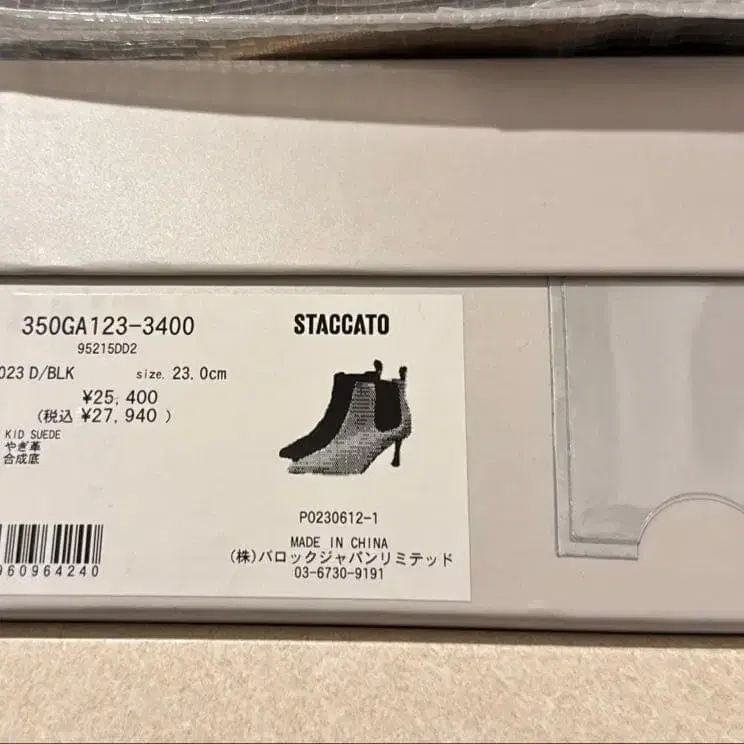 350GA123-3400
95215DD2
023 D/BLK size. 23.0cm
¥25,400
(税込 ¥27,940 )
KID SUEDE
やぎ革
合成底
960964240
STACCATO
P0230612-1
MADE IN CHINA
(株)バロックジャパンリミテッド
03-6730-9191